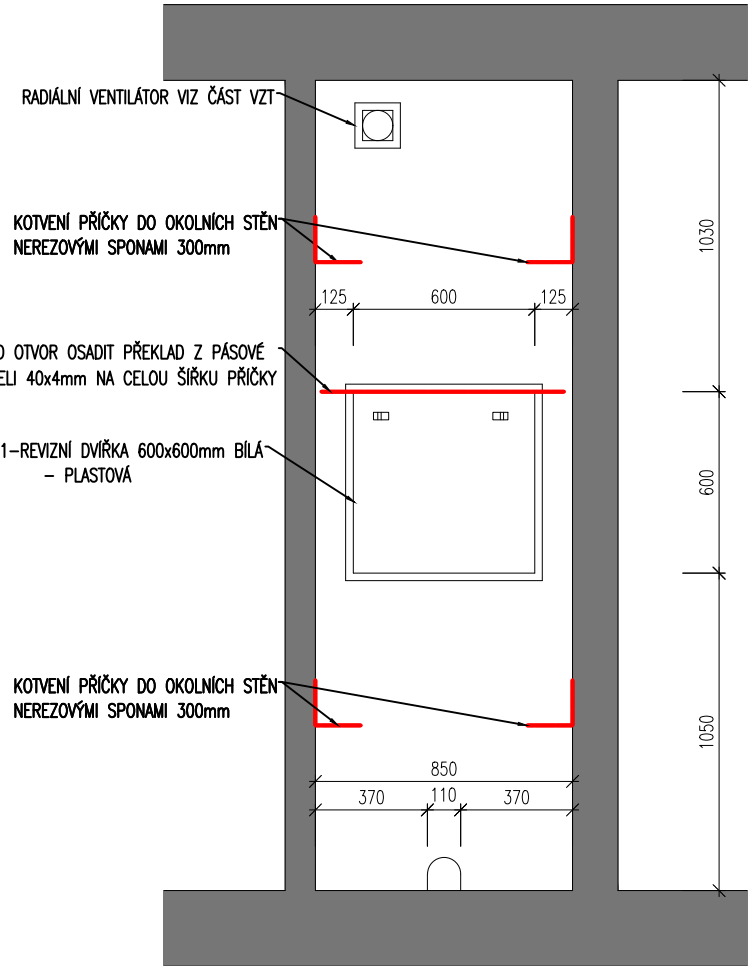 RADIÁLNÍ VENTILÁTOR VIZ ČÁST VZT
1030
KOTVENÍ PŘÍČKY DO OKOLNÍCH STĚN
NEREZOVÝMI SPONAMI 300mm
125 600 125
OTVOR OSADIT PŘEKLAD Z PÁSOVÉ
ELI 40x4mm NA CELOU ŠÍŘKU PŘÍČKY
1-REVIZNÍ DVÍŘKA 600x600mm BÍLÁ
- PLASTOVÁ
600
KOTVENÍ PŘÍČKY DO OKOLNÍCH STĚN
NEREZOVÝMI SPONAMI 300mm
1050
850
370 110 370